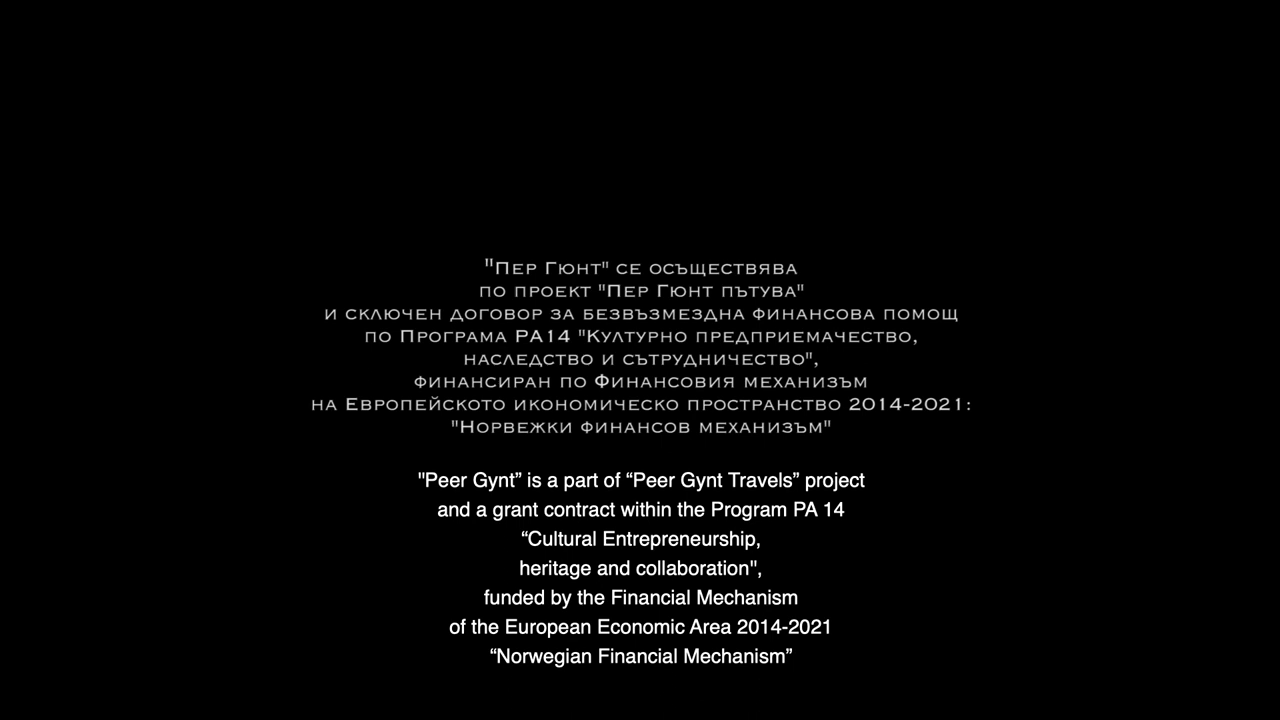 "Пер Гюнт" се осъществява
по проект "Пер Гюнт пътува"
и сключен договор за безвъзмездна финансова помощ
по Програма РА14 "Културно предприемачество,
наследство и сътрудничество",
финансиран по Финансовия механизъм
на Европейското икономическо пространство 2014-2021:
"Норвежки финансов механизъм"
"Peer Gynt” is a part of “Peer Gynt Travels” project
and a grant contract within the Program PA 14
“Cultural Entrepreneurship,
heritage and collaboration",
funded by the Financial Mechanism
of the European Economic Area 2014-2021
“Norwegian Financial Mechanism”